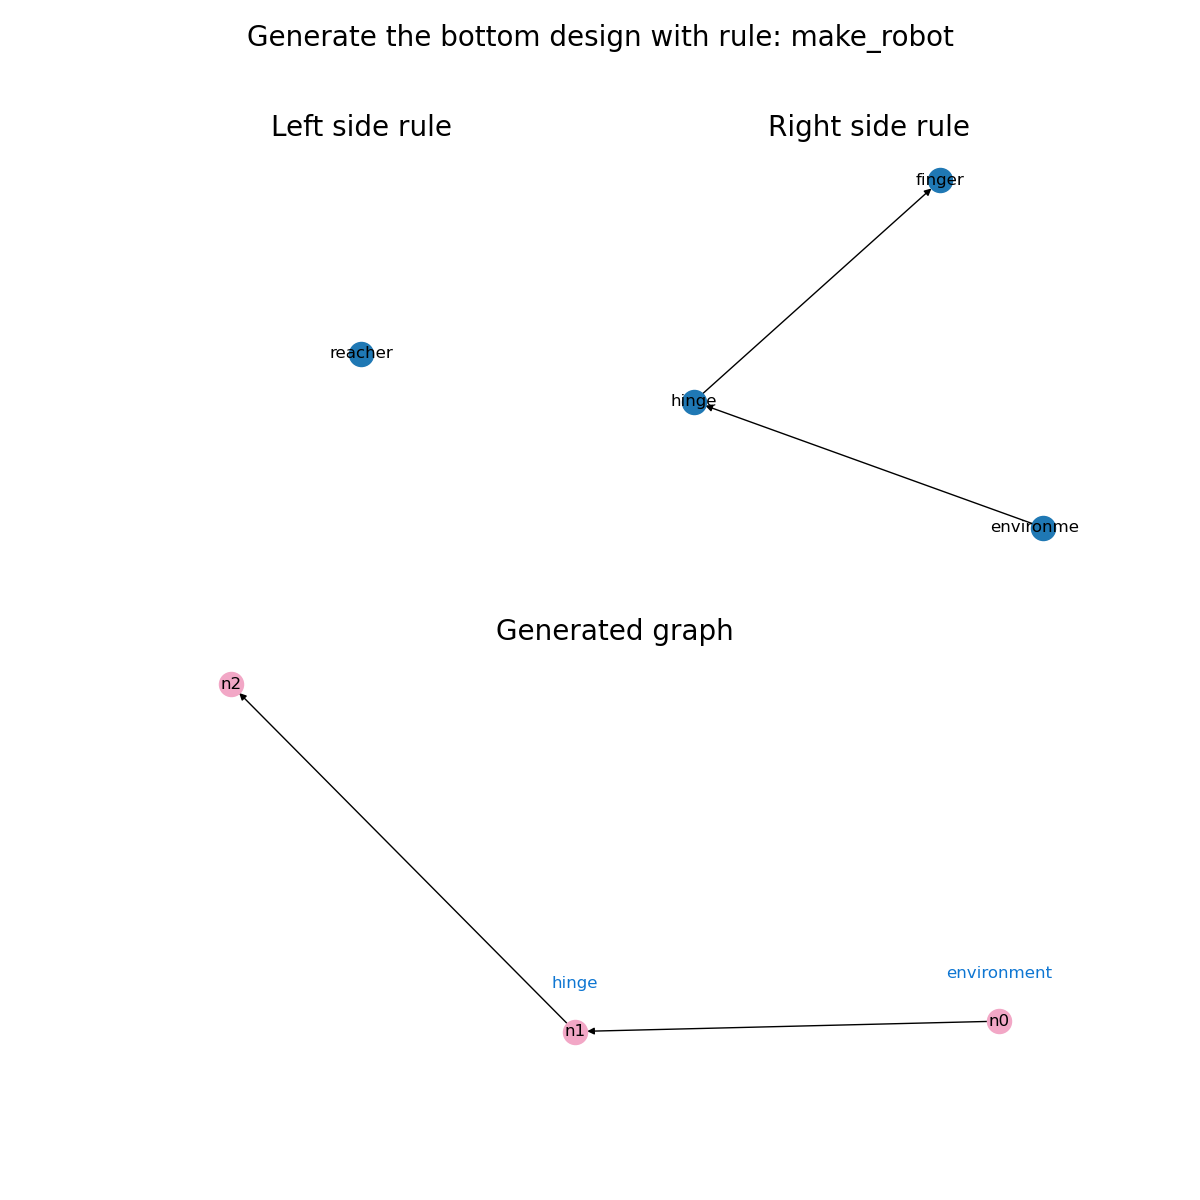 Generate the bottom design with rule: make_robot
Left side rule
Right side rule
finger
reacher
hinge
environme
Generated graph
n2
environment
hinge
n0
n1